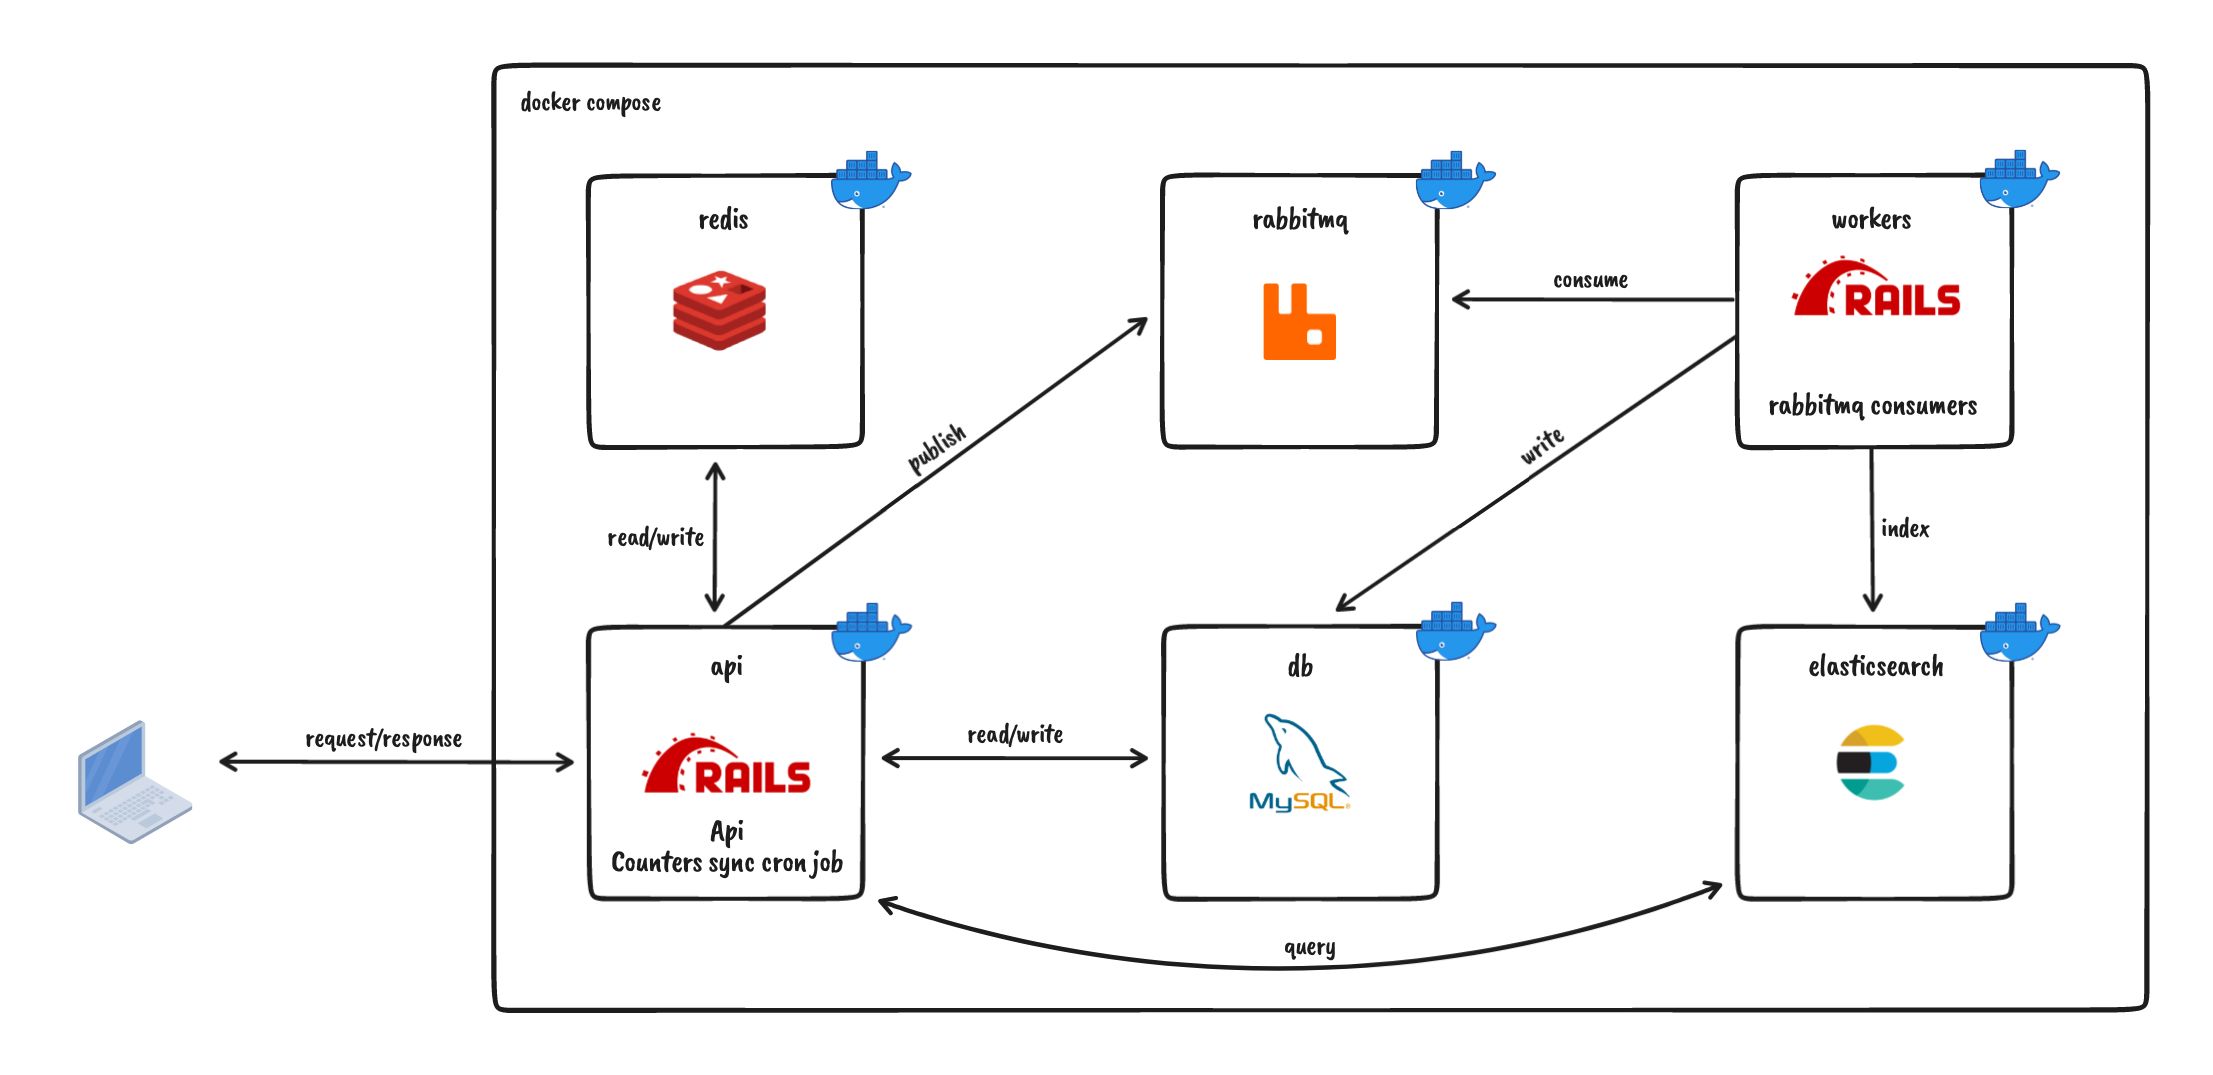 docker compose
redis
rabbitmq
workers
RAILS
rabbitmq consumers
consume
publish
write
read/write
index
api
RAILS
Api
Counters sync cron job
db
MySQL
elasticsearch
request/response
read/write
query